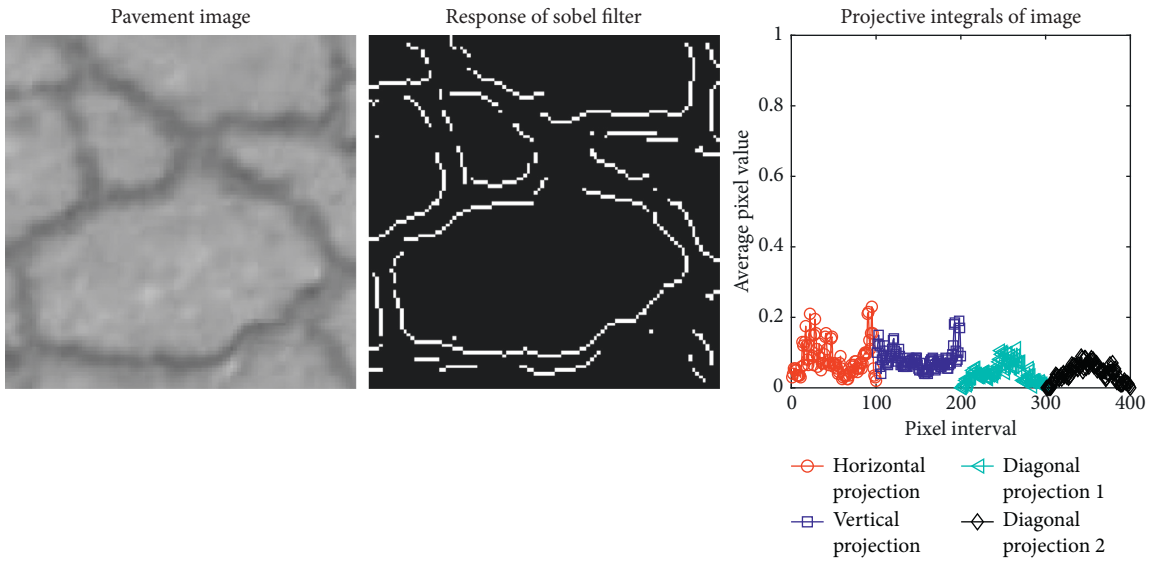 Pavement image
Response of sobel filter
Projective integrals of image
1
0.8
0.6
0.4
0.2
0
Average pixel value
0
100
200
300
400
Pixel interval
Horizontal
projection
Diagonal
projection 1
Vertical
projection
Diagonal
projection 2